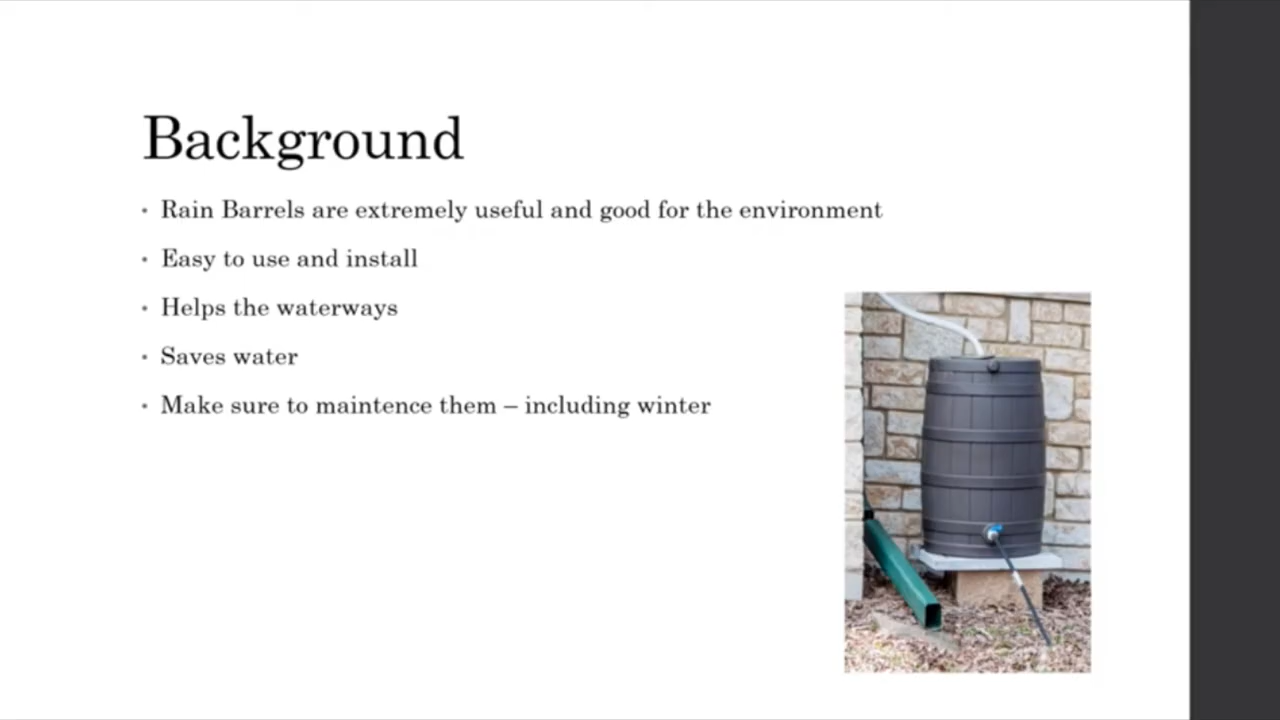 Background
• Rain Barrels are extremely useful and good for the environment
• Easy to use and install
• Helps the waterways
• Saves water
• Make sure to maintence them – including winter